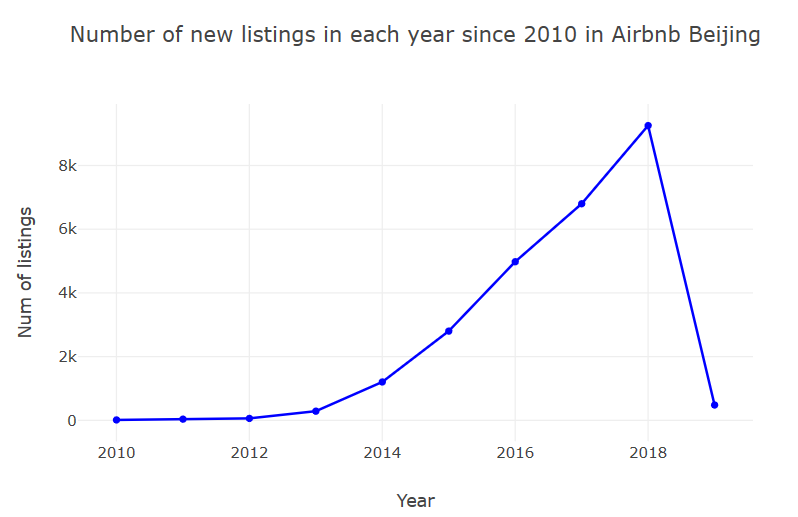 Number of new listings in each year since 2010 in Airbnb Beijing
8k
6k
4k
2k
0
Num of listings
2010 2012 2014 2016 2018
Year